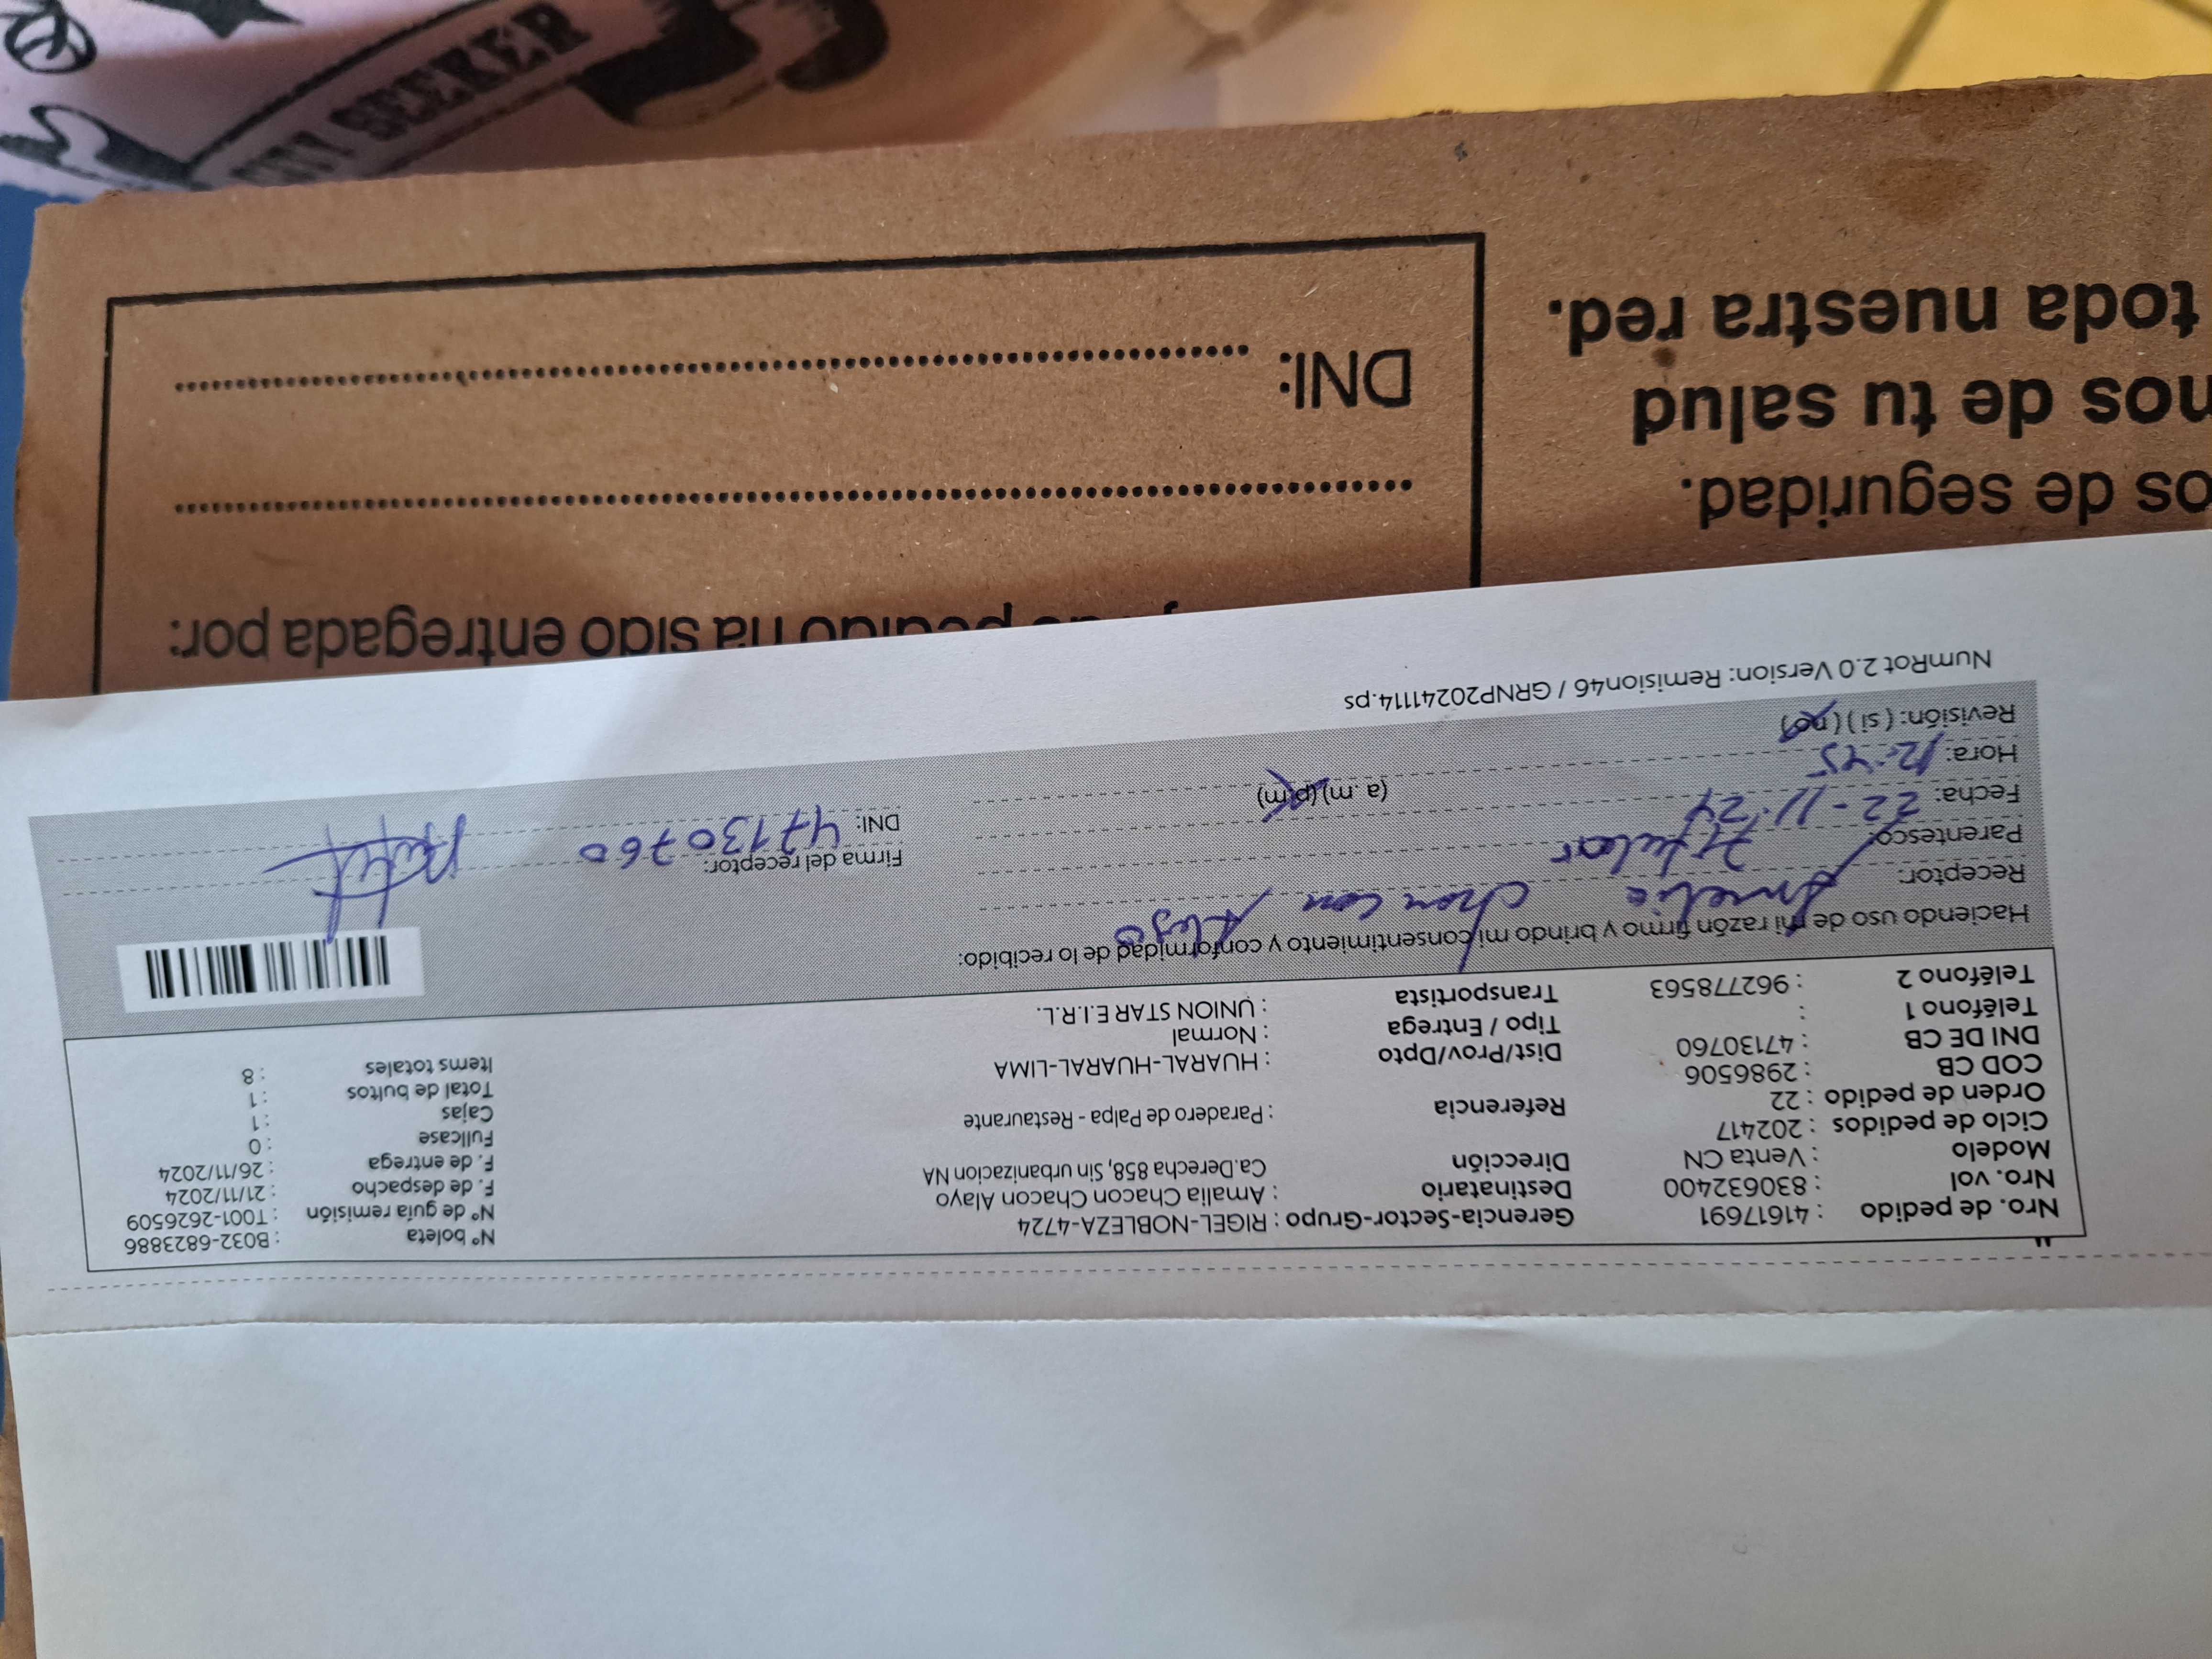 Nro. de pedido : 41617691 Gerencia-Sector-Grupo : RIGEL-NOBLEZA-4724 N° boleta : B032-6823886
Nro. vol : 830632400 Destinatario : Amalia Chacon Chacon Alayo N° de guía remisión : T001-2626509
Modelo : Venta CN Dirección Ca.Derecha 858, Sin urbanizacion NA F. de despacho : 21/11/2024
Ciclo de pedidos : 202417 F. de entrega : 26/11/2024
Orden de pedido : 22 Referencia : Paradero de Palpa - Restaurante Fullcase : 0
COD CB : 2986506 Cajas : 1
DNI DE CB : 47130760 Dist/Prov/Dpto : HUARAL-HUARAL-LIMA Total de bultos : 1
Teléfono 1 : Tipo / Entrega : Normal Items totales : 8
Teléfono 2 : 962778563 Transportista : UNION STAR E.I.R.L.
Haciendo uso de mi razón firmo y brindo mi consentimiento y conformidad de lo recibido:
Receptor: Amelia Chacon Alayo
Parentesco: Titular Firma del receptor:
Fecha: 22-11-24 DNI: 47130760
Hora: 12:45 (a.m) (p.m)
Revisión: (si) (no)
NumRot 2.0 Version: Remision46 / GRNP20241114.ps
pedido ha sido entregada por:
os de seguridad.
nos de tu salud
DNI:
toda nuestra red.
SEEKER